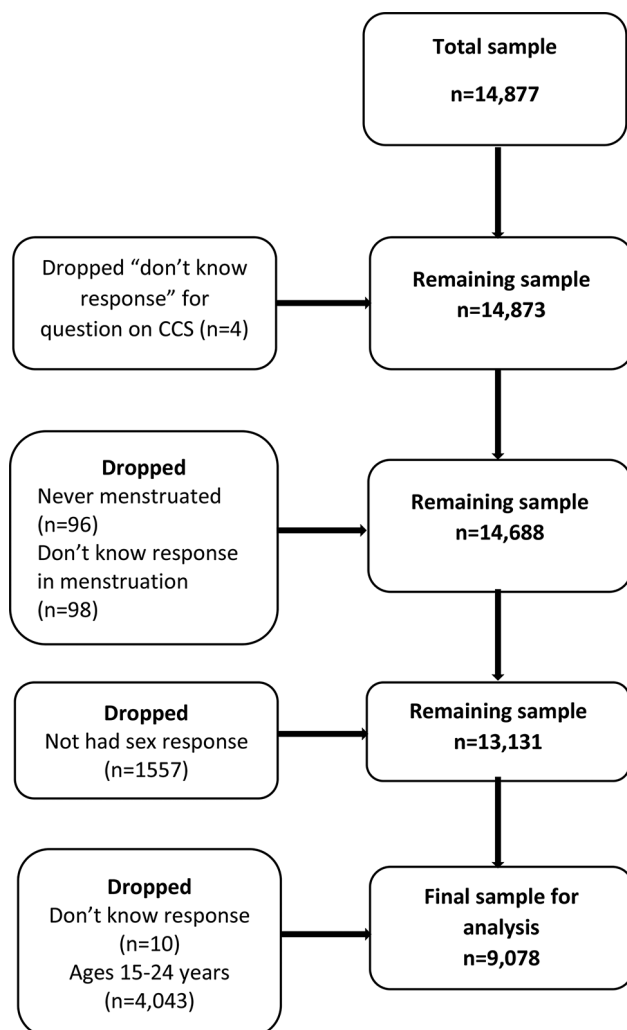 Total sample
n=14,877
Dropped “don’t know
response” for
question on CCS (n=4)
Remaining sample
n=14,873
Dropped
Never menstruated
(n=96)
Don’t know response
in menstruation
(n=98)
Remaining sample
n=14,688
Dropped
Not had sex response
(n=1557)
Remaining sample
n=13,131
Dropped
Don’t know response
(n=10)
Ages 15-24 years
(n=4,043)
Final sample for
analysis
n=9,078